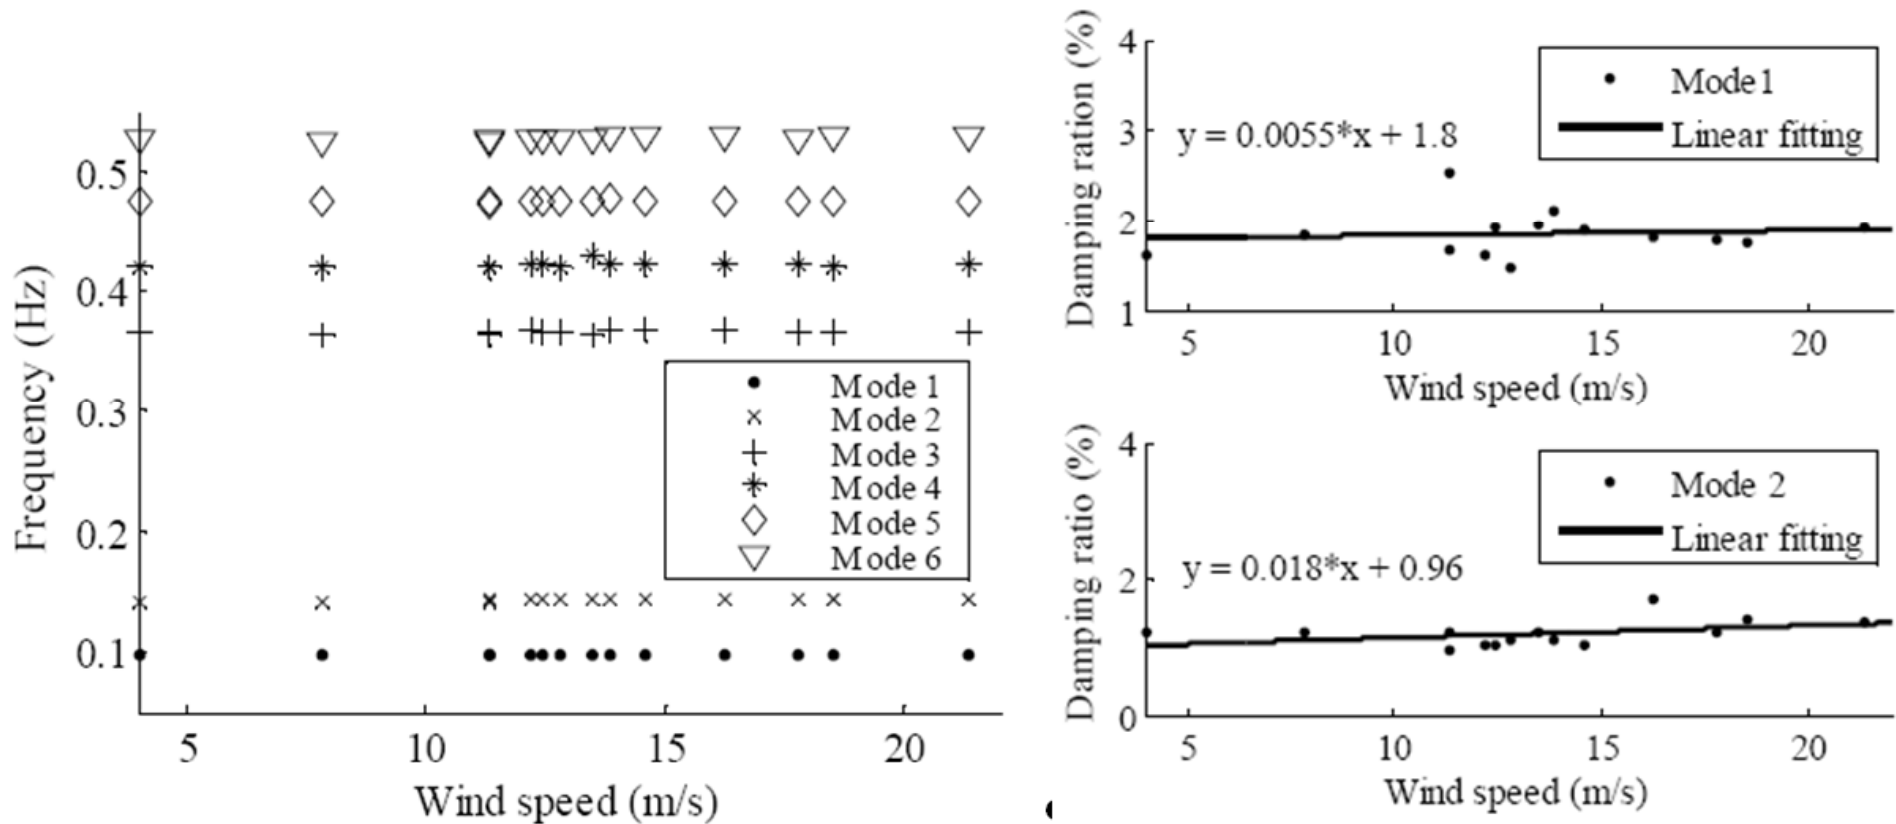 Frequency (Hz)
0.5
0.4
0.3
0.2
0.1
5 10 15 20
Wind speed (m/s)
Mode 1
Mode 2
Mode 3
Mode 4
Mode 5
Mode 6
Damping ration (%)
4
3
2
1
y = 0.0055*x + 1.8
Mode1
Linear fitting
5 10 15 20
Wind speed (m/s)
Damping ratio (%)
4
2
0
y = 0.018*x + 0.96
Mode 2
Linear fitting
5 10 15 20
Wind speed (m/s)